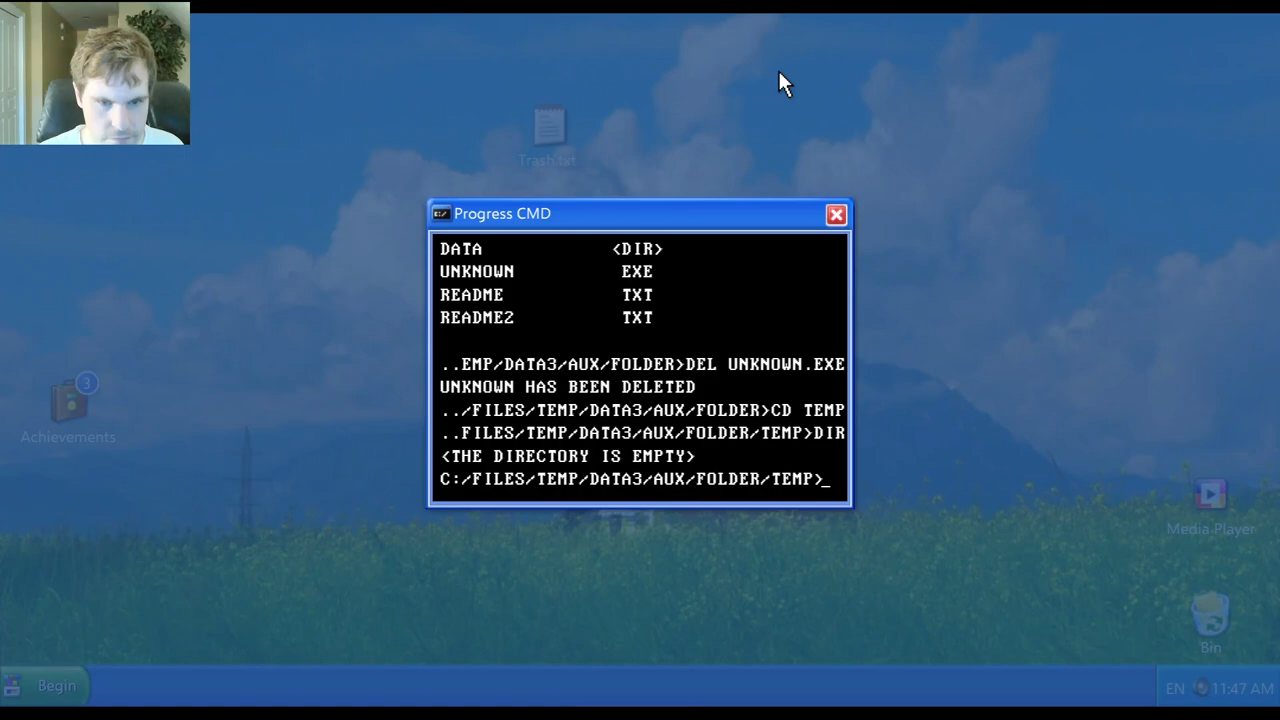 Trash.txt
Progress CMD
DATA <DIR>
UNKNOWN EXE
README TXT
README2 TXT
..EMP/DATA3/AUX/FOLDER>DEL UNKNOWN.EXE
UNKNOWN HAS BEEN DELETED
../FILES/TEMP/DATA3/AUX/FOLDER>CD TEMP
..FILES/TEMP/DATA3/AUX/FOLDER/TEMP>DIR
<THE DIRECTORY IS EMPTY>
C:/FILES/TEMP/DATA3/AUX/FOLDER/TEMP>_
3
Achievements
Media Player
Bin
Begin
EN 11:47 AM